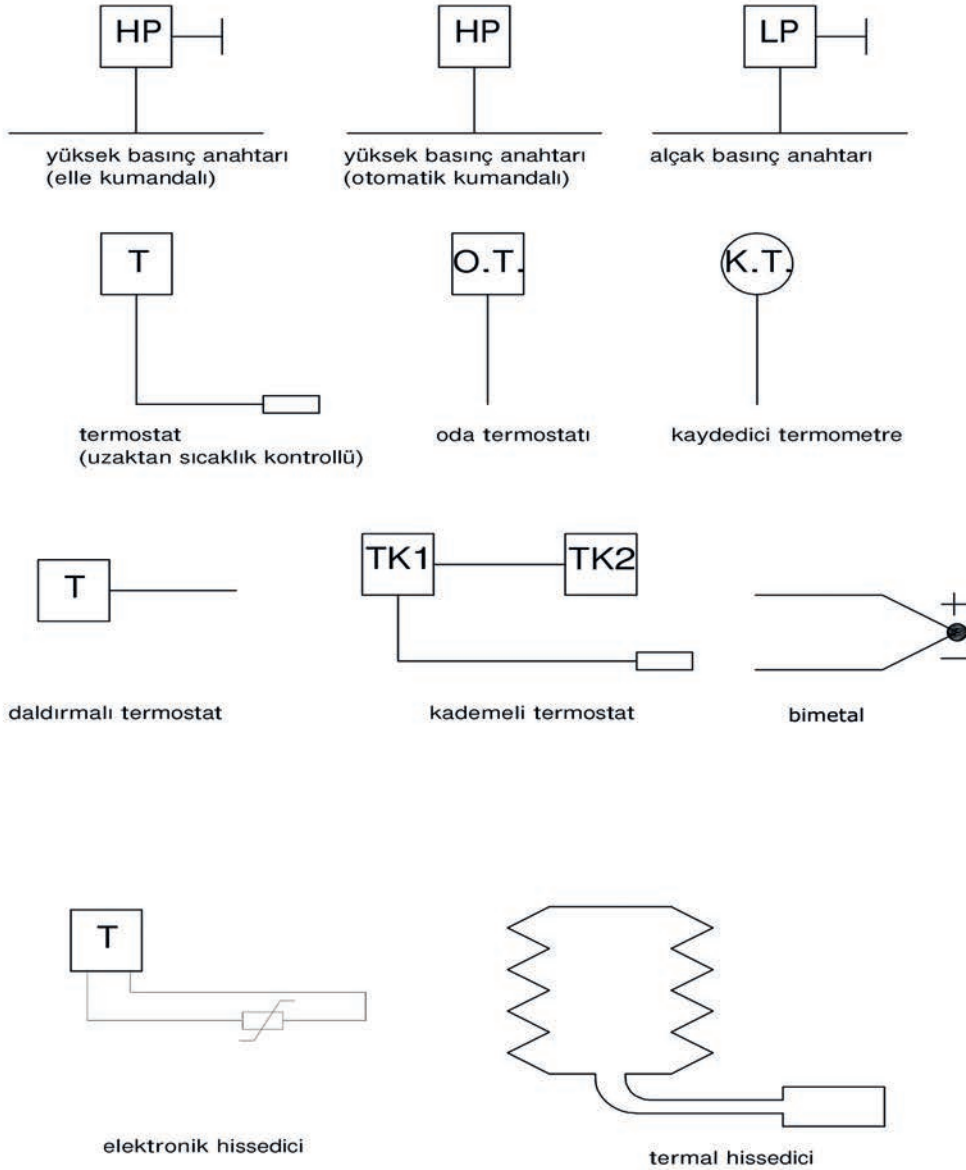 HP
HP
LP
yüksek basınç anahtarı
(elle kumandalı)
yüksek basınç anahtarı
(otomatik kumandalı)
alçak basınç anahtarı
T
O.T.
K.T.
termostat
(uzaktan sıcaklık kontrollü)
oda termostatı
kaydedici termometre
T
TK1
TK2
+
−
daldırmalı termostat
kademeli termostat
bimetal
T
elektronik hissedici
termal hissedici